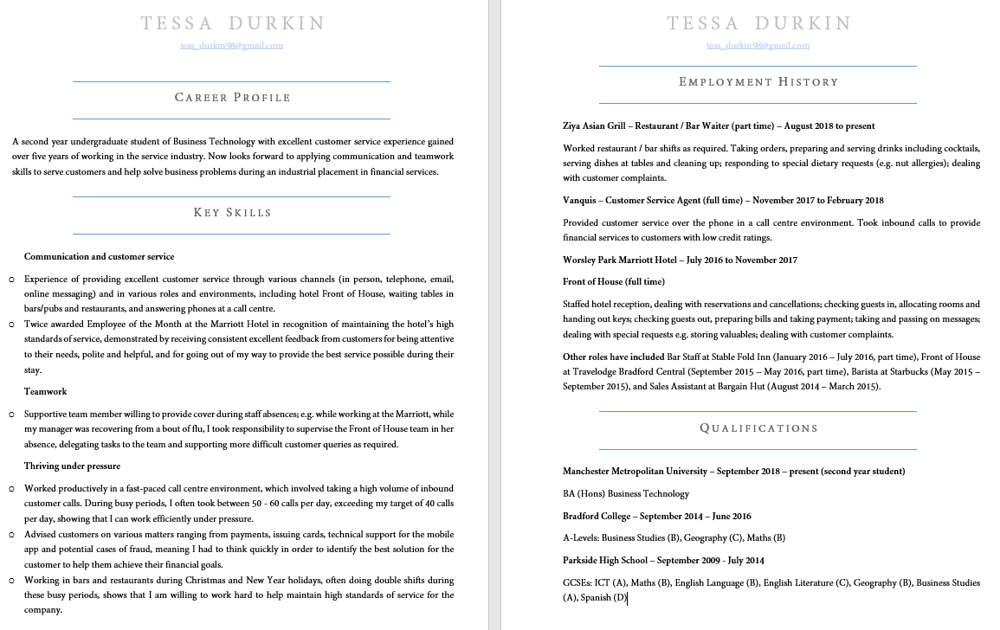 TESSA DURKIN
tess_durkin98@gmail.com
CAREER PROFILE
A second year undergraduate student of Business Technology with excellent customer service experience gained
over five years of working in the service industry. Now looks forward to applying communication and teamwork
skills to serve customers and help solve business problems during an industrial placement in financial services.
KEY SKILLS
Communication and customer service
o Experience of providing excellent customer service through various channels (in person, telephone, email,
online messaging) and in various roles and environments, including hotel Front of House, waiting tables in
bars/pubs and restaurants, and answering phones at a call centre.
o Twice awarded Employee of the Month at the Marriott Hotel in recognition of maintaining the hotel's high
standards of service, demonstrated by receiving consistent excellent feedback from customers for being attentive
to their needs, polite and helpful, and for going out of my way to provide the best service possible during their
stay.
Teamwork
o Supportive team member willing to provide cover during staff absences; e.g. while working at the Marriott, while
my manager was recovering from a bout of flu, I took responsibility to supervise the Front of House team in her
absence, delegating tasks to the team and supporting more difficult customer queries as required.
Thriving under pressure
o Worked productively in a fast-paced call centre environment, which involved taking a high volume of inbound
customer calls. During busy periods, I often took between 50 - 60 calls per day, exceeding my target of 40 calls
per day, showing that I can work efficiently under pressure.
o Advised customers on various matters ranging from payments, issuing cards, technical support for the mobile
app and potential cases of fraud, meaning I had to think quickly in order to identify the best solution for the
customer to help them achieve their financial goals.
o Working in bars and restaurants during Christmas and New Year holidays, often doing double shifts during
these busy periods, shows that I am willing to work hard to help maintain high standards of service for the
company.
TESSA DURKIN
tess_durkin98@gmail.com
EMPLOYMENT HISTORY
Ziya Asian Grill – Restaurant / Bar Waiter (part time) – August 2018 to present
Worked restaurant / bar shifts as required. Taking orders, preparing and serving drinks including cocktails,
serving dishes at tables and cleaning up; responding to special dietary requests (e.g. nut allergies); dealing
with customer complaints.
Vanquis – Customer Service Agent (full time) – November 2017 to February 2018
Provided customer service over the phone in a call centre environment. Took inbound calls to provide
financial services to customers with low credit ratings.
Worsley Park Marriott Hotel – July 2016 to November 2017
Front of House (full time)
Staffed hotel reception, dealing with reservations and cancellations; checking guests in, allocating rooms and
handing out keys; checking guests out, preparing bills and taking payment; taking and passing on messages;
dealing with special requests e.g. storing valuables; dealing with customer complaints.
Other roles have included Bar Staff at Stable Fold Inn (January 2016 – July 2016, part time), Front of House
at Travelodge Bradford Central (September 2015 – May 2016, part time), Barista at Starbucks (May 2015 –
September 2015), and Sales Assistant at Bargain Hut (August 2014 – March 2015).
QUALIFICATIONS
Manchester Metropolitan University – September 2018 – present (second year student)
BA (Hons) Business Technology
Bradford College – September 2014 – June 2016
A-Levels: Business Studies (B), Geography (C), Maths (B)
Parkside High School – September 2009 - July 2014
GCSEs: ICT (A), Maths (B), English Language (B), English Literature (C), Geography (B), Business Studies
(A), Spanish (D)